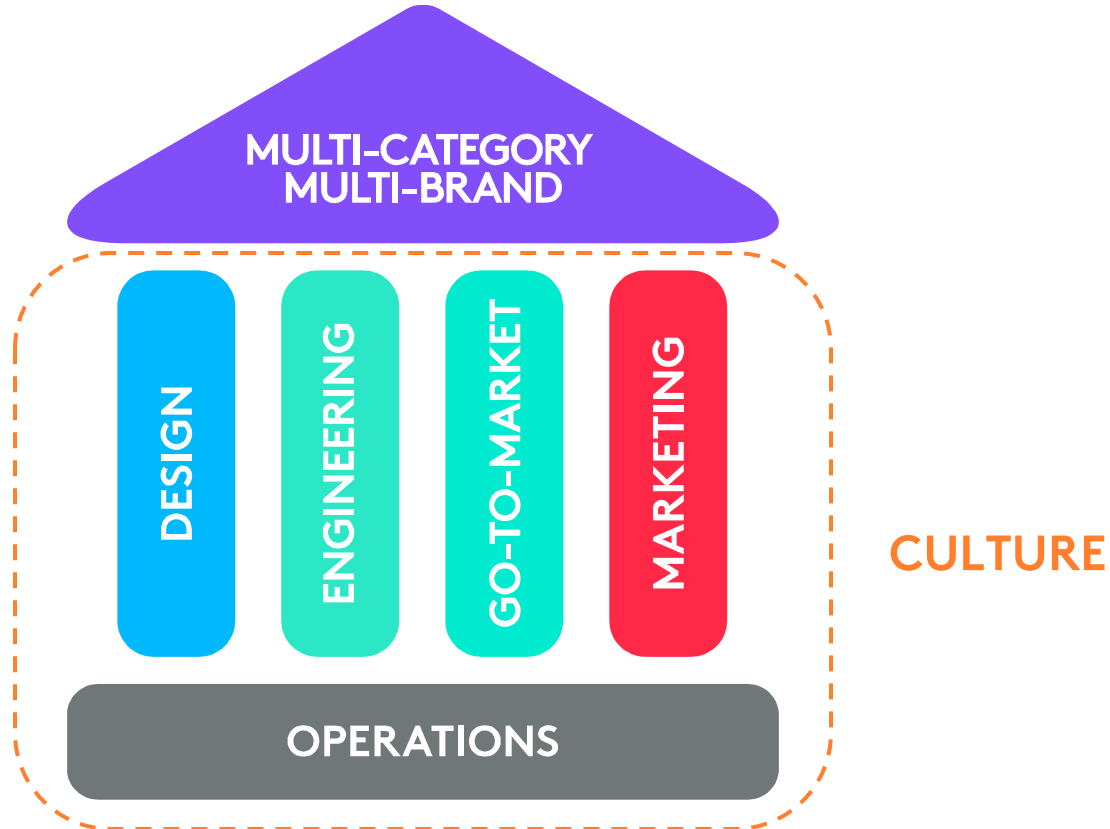 MULTI-CATEGORY
MULTI-BRAND
DESIGN
ENGINEERING
GO-TO-MARKET
MARKETING
CULTURE
OPERATIONS